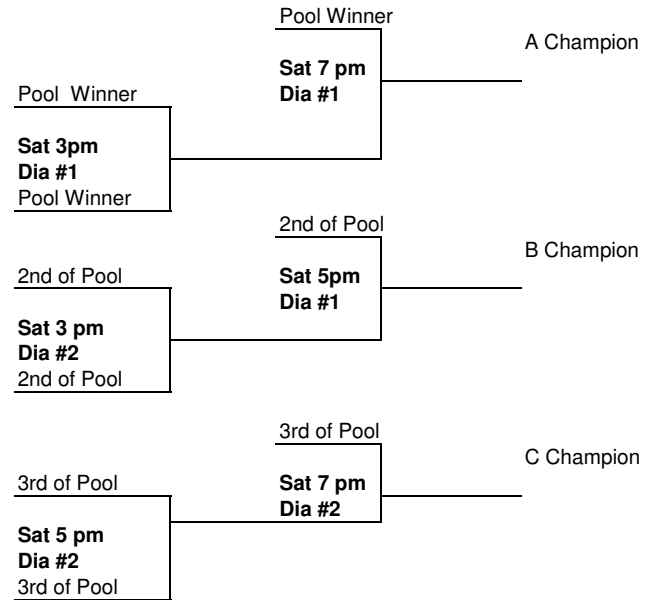 Pool Winner
A Champion
Sat 7 pm
Dia #1
Pool  Winner
Sat 3pm
Dia #1
Pool Winner
2nd of Pool
B Champion
2nd of Pool
Sat 5pm
Dia #1
Sat 3 pm
Dia #2
2nd of Pool
3rd of Pool
C Champion
3rd of Pool
Sat 7 pm
Dia #2
Sat 5 pm
Dia #2
3rd of Pool